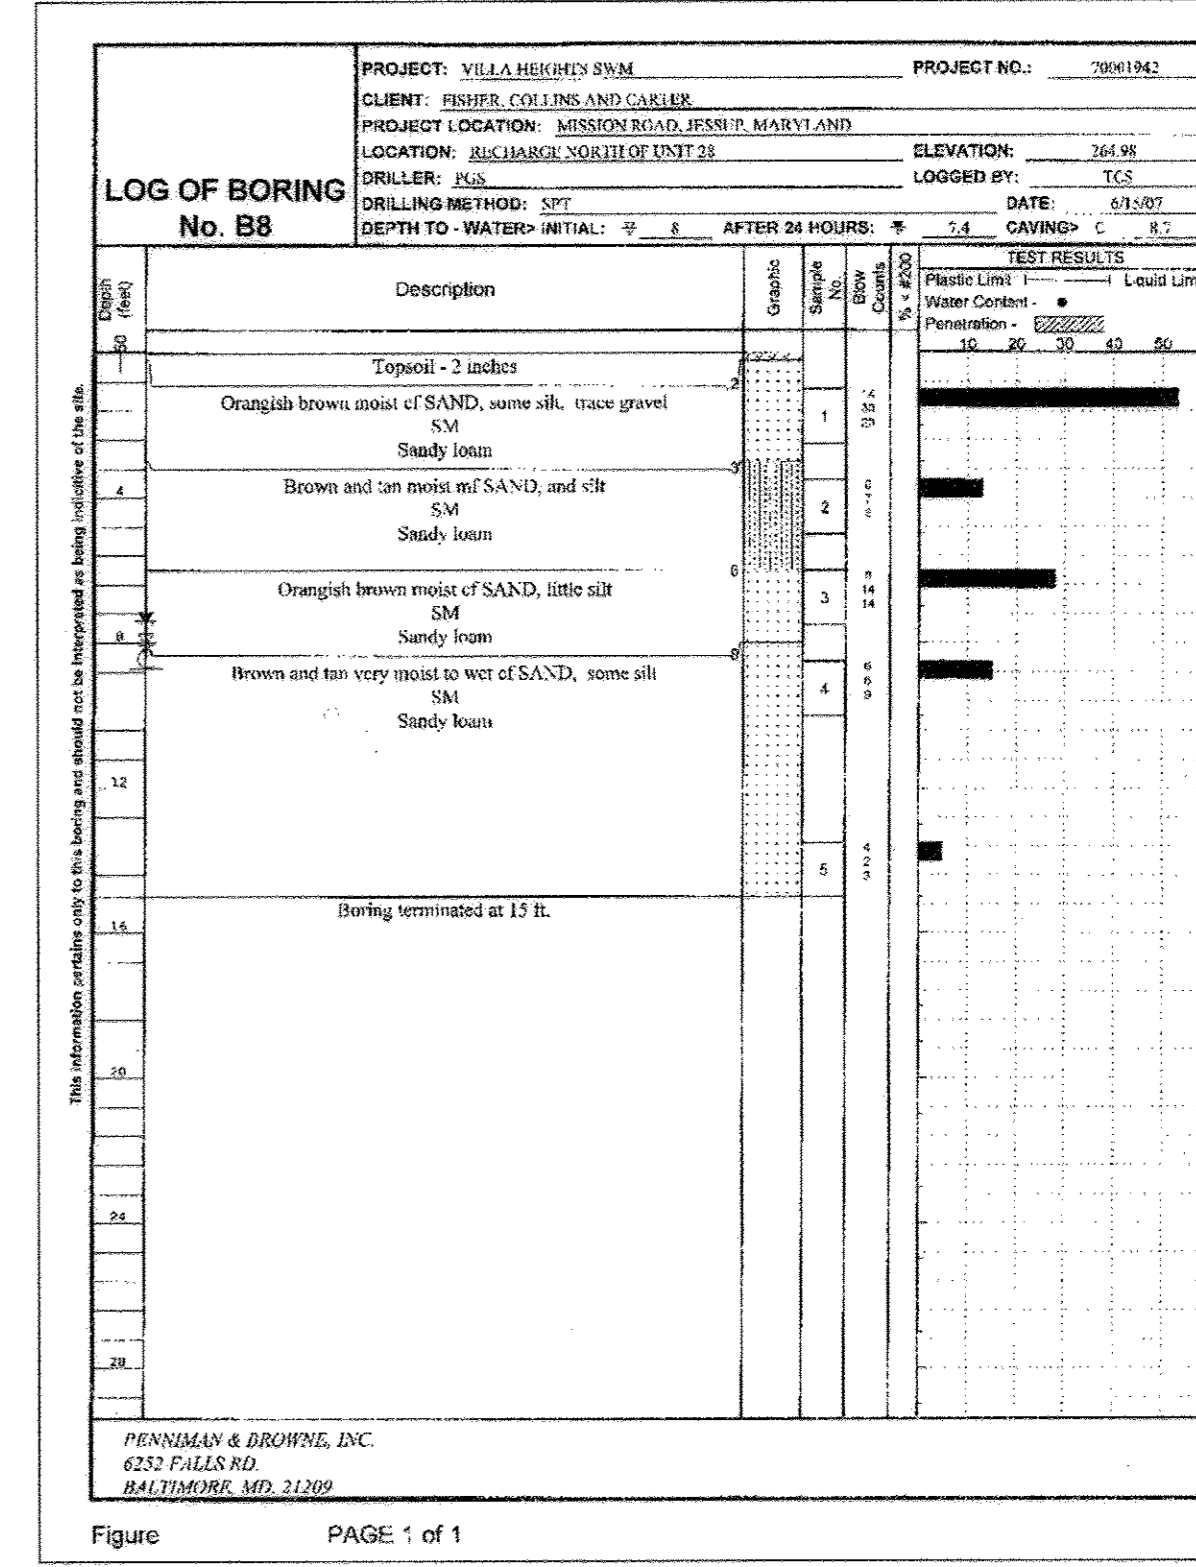 LOG OF BORING
No. B8
PROJECT: VILLA HEIGHTS SWM PROJECT NO.: 70001942
CLIENT: FISHER, COLLINS AND CARTER
PROJECT LOCATION: MISSION ROAD, JESSUP, MARYLAND
LOCATION: RECHARGE NORTH OF UNIT 28 ELEVATION: 264.98
DRILLER: PGS LOGGED BY: TCS
DRILLING METHOD: SPT DATE: 6/15/07
DEPTH TO - WATER> INITIAL: 8 AFTER 24 HOURS: 7.4 CAVING> C 8.7
Depth (feet)
Description
Graphic
Sample No.
Blow Counts
% < #200
TEST RESULTS
Plastic Limit Liquid Lim
Water Content -
Penetration -
10 20 30 40 50
Topsoil - 2 inches
Orangish brown moist cf SAND, some silt, trace gravel
SM
Sandy loam
1
Brown and tan moist mf SAND, and silt
SM
Sandy loam
4
2
6
Orangish brown moist cf SAND, little silt
SM
Sandy loam
3
14
14
8
9
Brown and tan very moist to wet cf SAND, some silt
SM
Sandy loam
4
6
6
9
12
5
4
2
3
Boring terminated at 15 ft.
16
20
24
28
This information pertains only to this boring and should not be interpreted as being indicitive of the site.
PENNIMAN & BROWNE, INC.
6252 FALLS RD.
BALTIMORE, MD. 21209
Figure PAGE 1 of 1